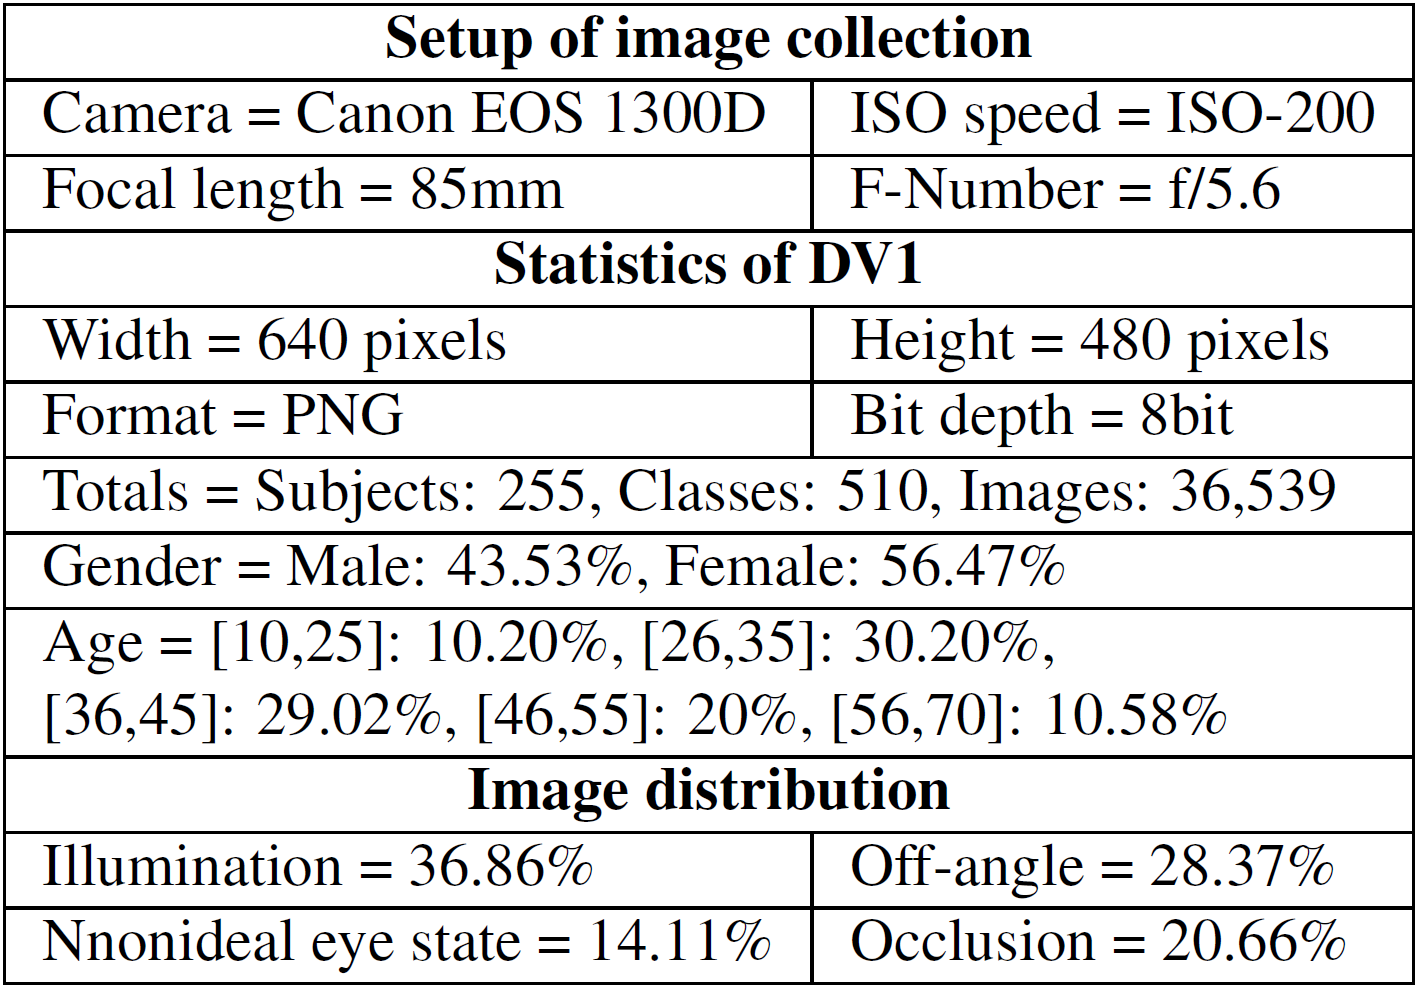 Setup of image collection
Camera = Canon EOS 1300D
ISO speed = ISO-200
Focal length = 85mm
F-Number = f/5.6
Statistics of DV1
Width = 640 pixels
Height = 480 pixels
Format = PNG
Bit depth = 8bit
Totals = Subjects: 255, Classes: 510, Images: 36,539
Gender = Male: 43.53%, Female: 56.47%
Age = [10,25]: 10.20%, [26,35]: 30.20%,
[36,45]: 29.02%, [46,55]: 20%, [56,70]: 10.58%
Image distribution
Illumination = 36.86%
Off-angle = 28.37%
Nnonideal eye state = 14.11%
Occlusion = 20.66%